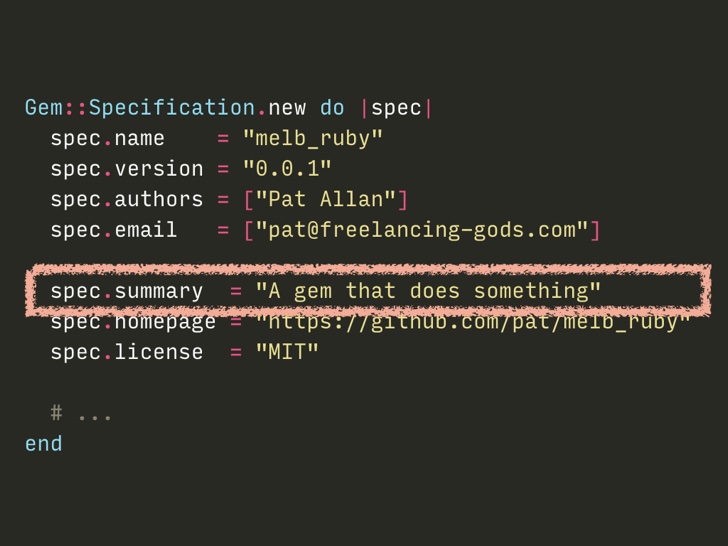 Gem::Specification.new do |spec|
  spec.name    = "melb_ruby"
  spec.version = "0.0.1"
  spec.authors = ["Pat Allan"]
  spec.email   = ["pat@freelancing-gods.com"]
  spec.summary  = "A gem that does something"
  spec.homepage = "https://github.com/pat/melb_ruby"
  spec.license  = "MIT"
  # ...
end